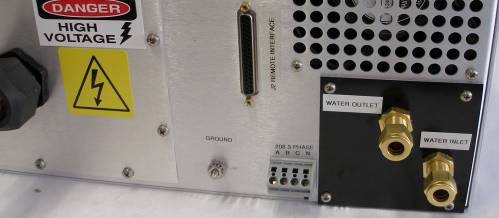 DANGER
HIGH
VOLTAGE
J2 REMOTE INTERFACE
WATER OUTLET
WATER INLET
GROUND
208 3 PHASE
A B C N